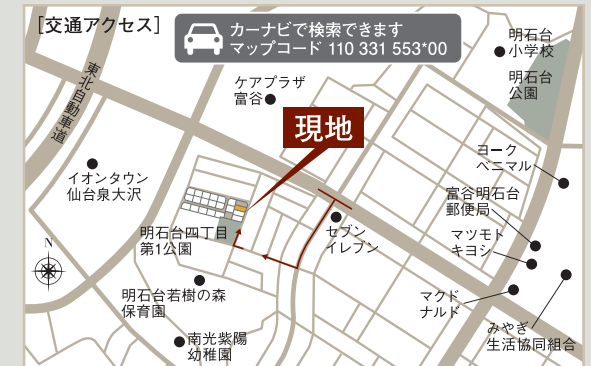 [交通アクセス]
カーナビで検索できます
マップコード 110 331 553*00
明石台
小学校
明石台
公園
東北自動車道
ケアプラザ
富谷
現地
ヨーク
ベニマル
イオンタウン
仙台泉大沢
富谷明石台
郵便局
明石台四丁目
第1公園
セブン
イレブン
マツモト
キヨシ
N
明石台若樹の森
保育園
マクド
ナルド
南光紫陽
幼稚園
みやぎ
生活協同組合